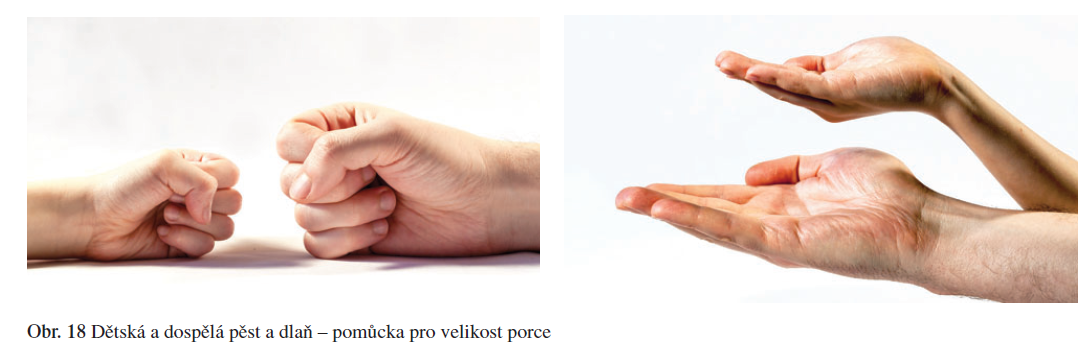 Obr. 18 Dětská a dospělá pěst a dlaň – pomůcka pro velikost porce